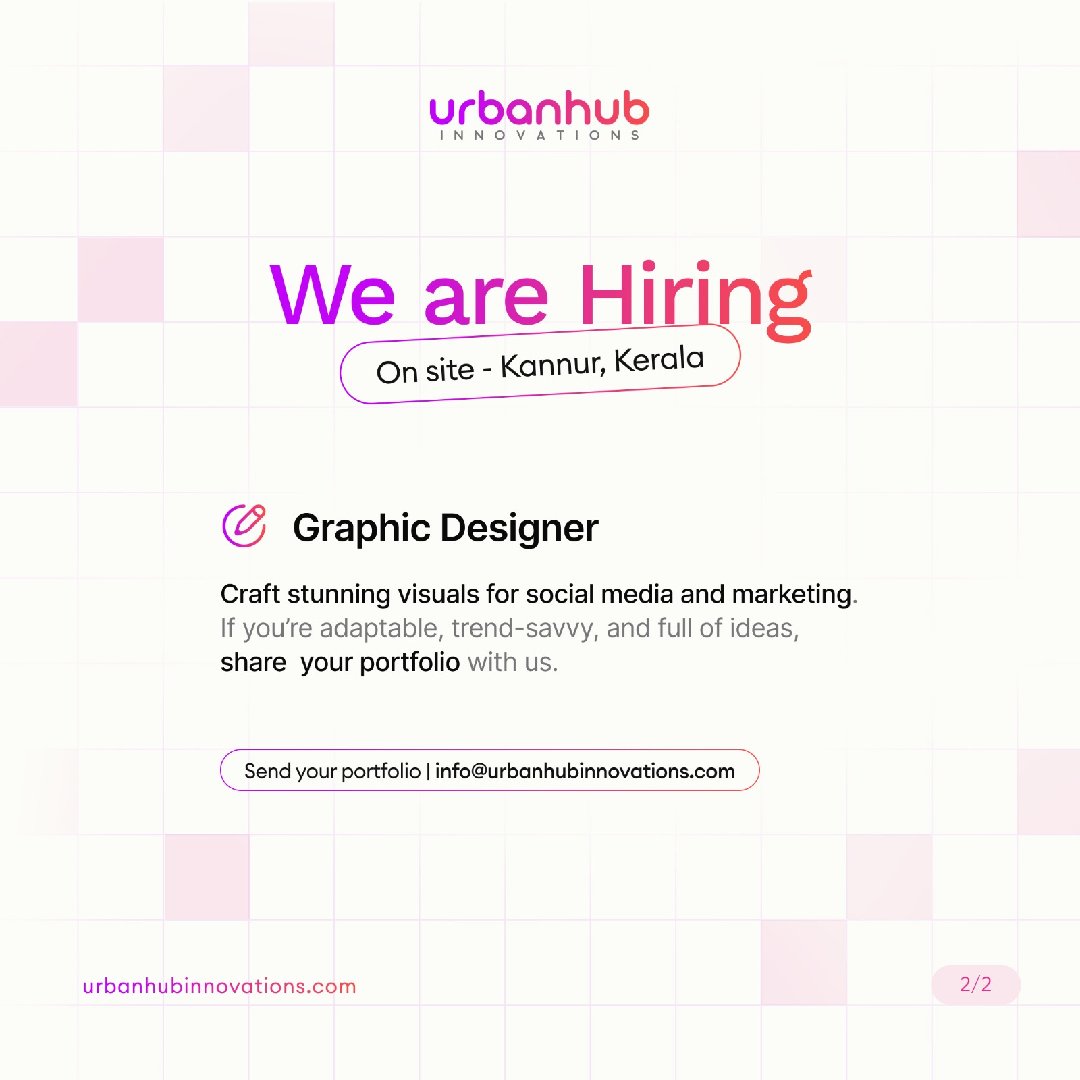 urbanhub
INNOVATIONS
We are Hiring
On site - Kannur, Kerala
Graphic Designer
Craft stunning visuals for social media and marketing.
If you’re adaptable, trend-savvy, and full of ideas,
share  your portfolio with us.
Send your portfolio | info@urbanhubinnovations.com
urbanhubinnovations.com
2/2